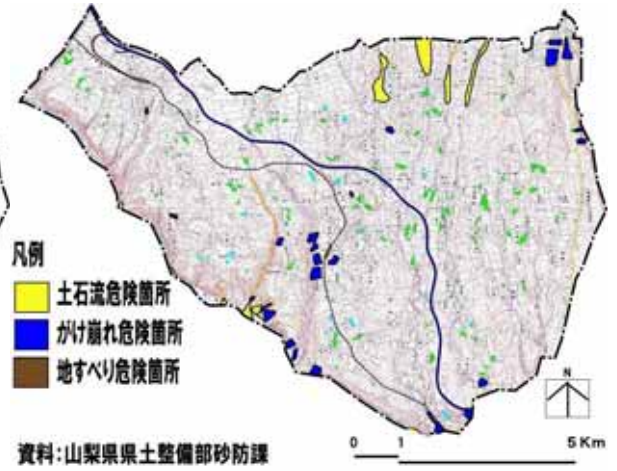 凡例
土石流危険箇所
がけ崩れ危険箇所
地すべり危険箇所
資料:山梨県県土整備部砂防課
N
0 1 5 Km